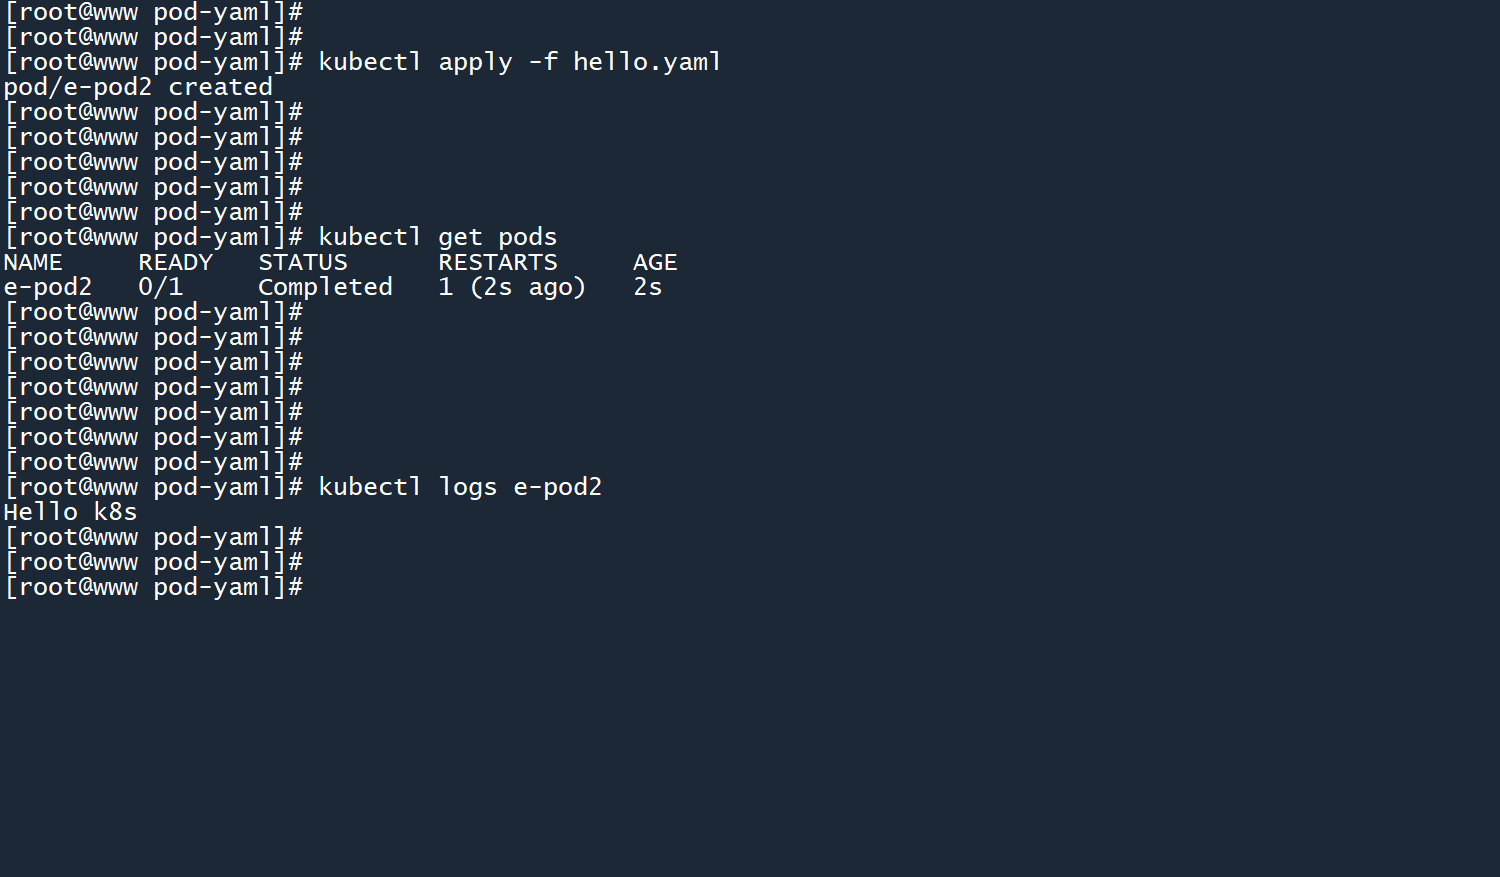 [root@www pod-yaml]#
[root@www pod-yaml]#
[root@www pod-yaml]# kubectl apply -f hello.yaml
pod/e-pod2 created
[root@www pod-yaml]#
[root@www pod-yaml]#
[root@www pod-yaml]#
[root@www pod-yaml]#
[root@www pod-yaml]#
[root@www pod-yaml]# kubectl get pods
NAME     READY   STATUS      RESTARTS     AGE
e-pod2   0/1     Completed   1 (2s ago)   2s
[root@www pod-yaml]#
[root@www pod-yaml]#
[root@www pod-yaml]#
[root@www pod-yaml]#
[root@www pod-yaml]#
[root@www pod-yaml]#
[root@www pod-yaml]#
[root@www pod-yaml]# kubectl logs e-pod2
Hello k8s
[root@www pod-yaml]#
[root@www pod-yaml]#
[root@www pod-yaml]#